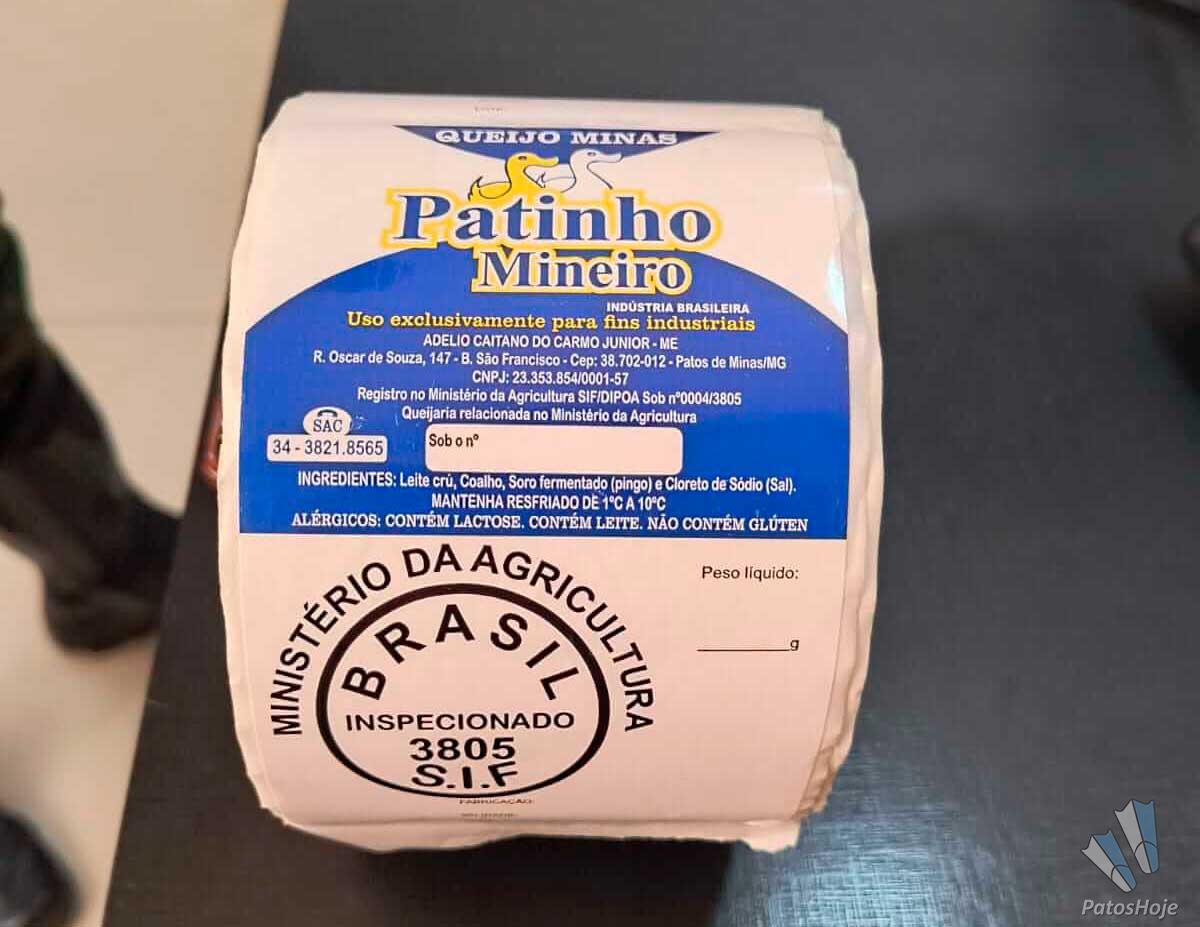 QUEIJO MINAS
Patinho
Mineiro
INDÚSTRIA BRASILEIRA
Uso exclusivamente para fins industriais
ADELIO CAITANO DO CARMO JUNIOR - ME
R. Oscar de Souza, 147 - B. São Francisco - Cep: 38.702-012 - Patos de Minas/MG
CNPJ: 23.353.854/0001-57
Registro no Ministério da Agricultura SIF/DIPOA Sob nº0004/3805
Queijaria relacionada no Ministério da Agricultura
SAC
34 - 3821.8565
Sob o nº
INGREDIENTES: Leite crú, Coalho, Soro fermentado (pingo) e Cloreto de Sódio (Sal).
MANTENHA RESFRIADO DE 1ºC A 10ºC
ALÉRGICOS: CONTÉM LACTOSE. CONTÉM LEITE. NÃO CONTÉM GLÚTEN
Peso líquido:
________g
MINISTÉRIO DA AGRICULTURA
BRASIL
INSPECIONADO
3805
S.I.F
FABRICAÇÃO:
PatosHoje